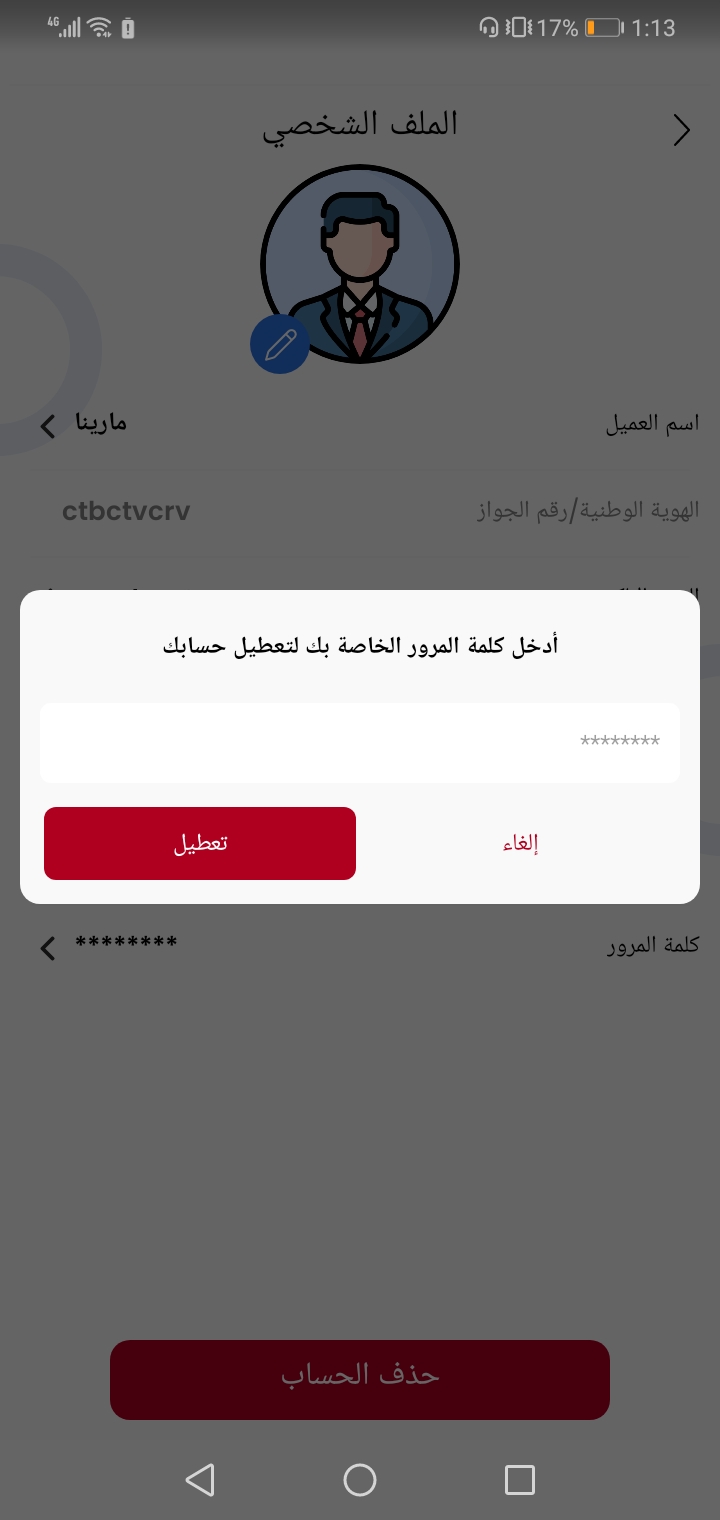 4G 17% 1:13
الملف الشخصي
اسم العميل مارينا
الهوية الوطنية/رقم الجواز ctbctvcrv
أدخل كلمة المرور الخاصة بك لتعطيل حسابك
********
إلغاء تعطيل
كلمة المرور ********
حذف الحساب